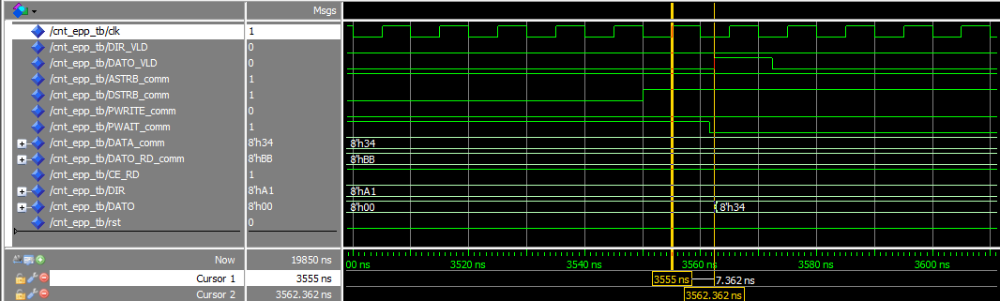 Msgs
/cnt_epp_tb/clk 1
/cnt_epp_tb/DIR_VLD 0
/cnt_epp_tb/DATO_VLD 0
/cnt_epp_tb/ASTRB_comm 1
/cnt_epp_tb/DSTRB_comm 1
/cnt_epp_tb/PWRITE_comm 0
/cnt_epp_tb/PWAIT_comm 1
/cnt_epp_tb/DATA_comm 8'h34 8'h34
/cnt_epp_tb/DATO_RD_comm 8'hBB 8'hBB
/cnt_epp_tb/CE_RD 1
/cnt_epp_tb/DIR 8'hA1 8'hA1
/cnt_epp_tb/DATO 8'h00 8'h00 8'h34
/cnt_epp_tb/rst 0
Now 19850 ns 00 ns 3520 ns 3540 ns 3560 ns 3580 ns 3600 ns
Cursor 1 3555 ns 3555 ns 7.362 ns
Cursor 2 3562.362 ns 3562.362 ns